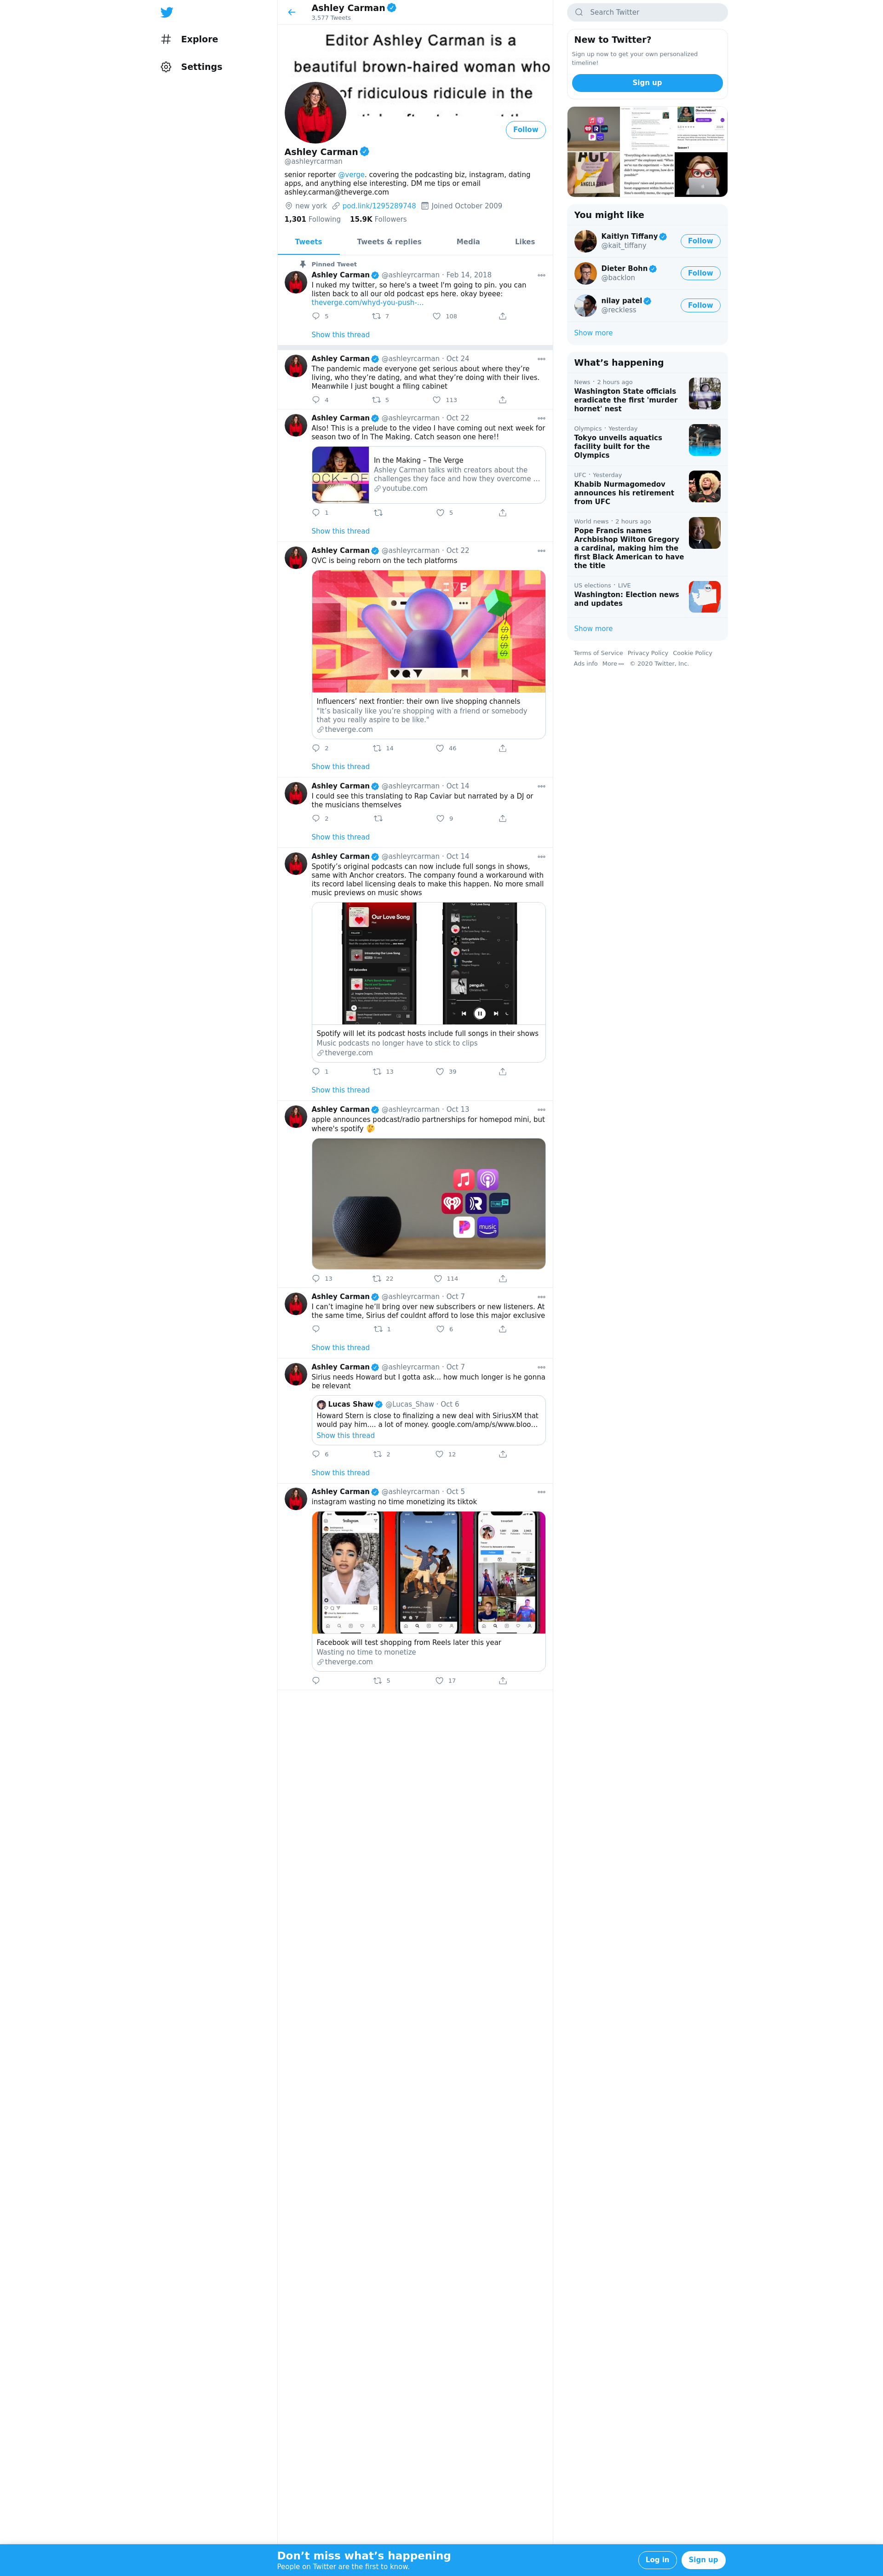 Explore
Settings
Ashley Carman
3,577 Tweets
Editor Ashley Carman is a
beautiful brown-haired woman who
of ridiculous ridicule in the
Follow
Ashley Carman
@ashleyrcarman
senior reporter @verge. covering the podcasting biz, instagram, dating
apps, and anything else interesting. DM me tips or email
ashley.carman@theverge.com
new york pod.link/1295289748 Joined October 2009
1,301 Following 15.9K Followers
Tweets Tweets & replies Media Likes
Pinned Tweet
Ashley Carman @ashleyrcarman · Feb 14, 2018
I nuked my twitter, so here's a tweet I'm going to pin. you can
listen back to all our old podcast eps here. okay byeee:
theverge.com/whyd-you-push-…
5 7 108
Show this thread
Ashley Carman @ashleyrcarman · Oct 24
The pandemic made everyone get serious about where they're
living, who they're dating, and what they're doing with their lives.
Meanwhile I just bought a filing cabinet
4 5 113
Ashley Carman @ashleyrcarman · Oct 22
Also! This is a prelude to the video I have coming out next week for
season two of In The Making. Catch season one here!!
OCK-OF
In the Making – The Verge
Ashley Carman talks with creators about the
challenges they face and how they overcome …
youtube.com
1 5
Show this thread
Ashley Carman @ashleyrcarman · Oct 22
QVC is being reborn on the tech platforms
$$$$
Influencers' next frontier: their own live shopping channels
"It's basically like you're shopping with a friend or somebody
that you really aspire to be like."
theverge.com
2 14 46
Show this thread
Ashley Carman @ashleyrcarman · Oct 14
I could see this translating to Rap Caviar but narrated by a DJ or
the musicians themselves
2 9
Show this thread
Ashley Carman @ashleyrcarman · Oct 14
Spotify's original podcasts can now include full songs in shows,
same with Anchor creators. The company found a workaround with
its record label licensing deals to make this happen. No more small
music previews on music shows
Our Love Song
Our Love Song
penguin
Spotify will let its podcast hosts include full songs in their shows
Music podcasts no longer have to stick to clips
theverge.com
1 13 39
Show this thread
Ashley Carman @ashleyrcarman · Oct 13
apple announces podcast/radio partnerships for homepod mini, but
where's spotify 🤔
music
13 22 114
Ashley Carman @ashleyrcarman · Oct 7
I can't imagine he'll bring over new subscribers or new listeners. At
the same time, Sirius def couldnt afford to lose this major exclusive
1 6
Show this thread
Ashley Carman @ashleyrcarman · Oct 7
Sirius needs Howard but I gotta ask... how much longer is he gonna
be relevant
Lucas Shaw @Lucas_Shaw · Oct 6
Howard Stern is close to finalizing a new deal with SiriusXM that
would pay him.... a lot of money. google.com/amp/s/www.bloo…
Show this thread
6 2 12
Show this thread
Ashley Carman @ashleyrcarman · Oct 5
instagram wasting no time monetizing its tiktok
Instagram
Facebook will test shopping from Reels later this year
Wasting no time to monetize
theverge.com
5 17
Search Twitter
New to Twitter?
Sign up now to get your own personalized
timeline!
Sign up
You might like
Kaitlyn Tiffany
@kait_tiffany
Follow
Dieter Bohn
@backlon
Follow
nilay patel
@reckless
Follow
Show more
What's happening
News · 2 hours ago
Washington State officials
eradicate the first 'murder
hornet' nest
Olympics · Yesterday
Tokyo unveils aquatics
facility built for the
Olympics
UFC · Yesterday
Khabib Nurmagomedov
announces his retirement
from UFC
World news · 2 hours ago
Pope Francis names
Archbishop Wilton Gregory
a cardinal, making him the
first Black American to have
the title
US elections · LIVE
Washington: Election news
and updates
Show more
Terms of Service Privacy Policy Cookie Policy
Ads info More © 2020 Twitter, Inc.
Don't miss what's happening
People on Twitter are the first to know.
Log in
Sign up